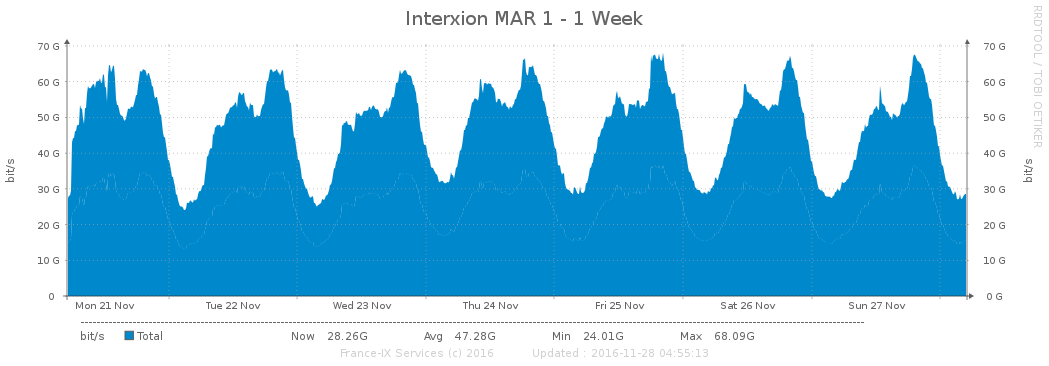 Interxion MAR 1 - 1 Week
RRDTOOL / TOBI OETIKER
bit/s
70 G 70 G
60 G 60 G
50 G 50 G
40 G 40 G
30 G 30 G
20 G 20 G
10 G 10 G
0 0 G
bit/s
Mon 21 Nov Tue 22 Nov Wed 23 Nov Thu 24 Nov Fri 25 Nov Sat 26 Nov Sun 27 Nov
bit/s Total Now 28.26G Avg 47.28G Min 24.01G Max 68.09G
France-IX Services (c) 2016 Updated : 2016-11-28 04:55:13